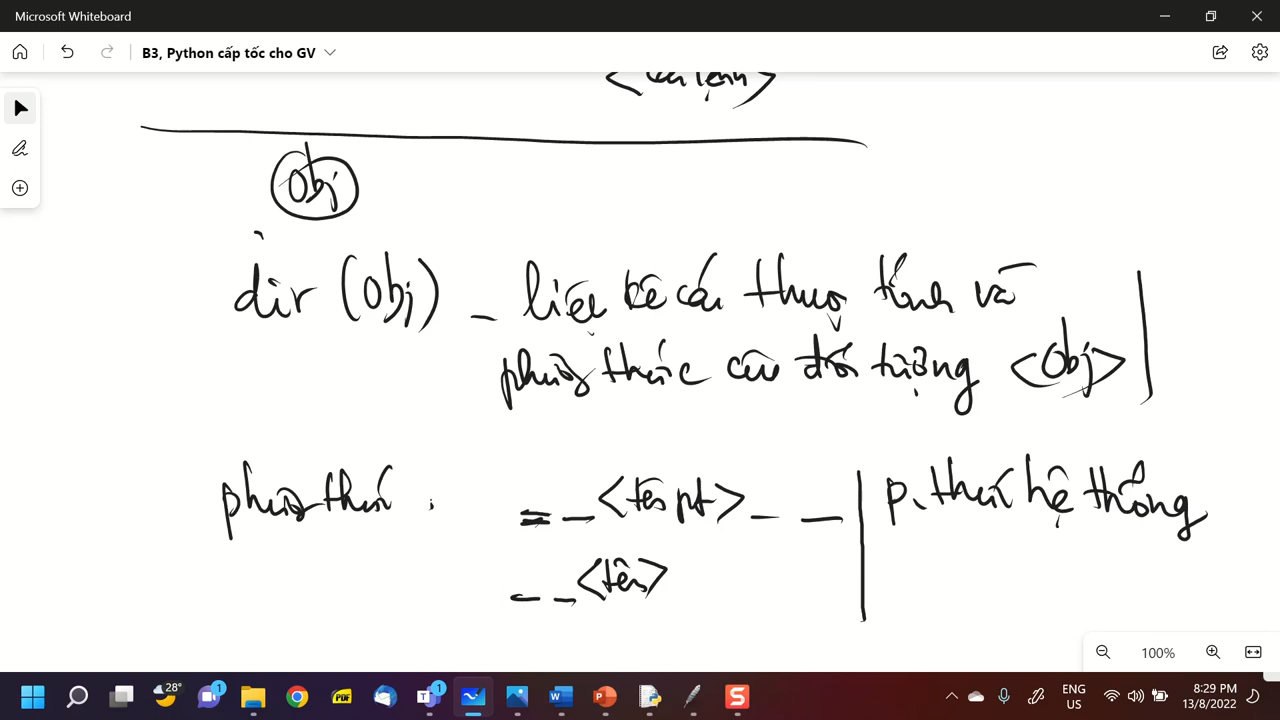 Microsoft Whiteboard
B3, Python cấp tốc cho GV
Obj
dir (Obj) - liệt kê các thuộc tính và
phương thức của đối tượng <Obj>
phương thức : __<tên pt>__ p. thức hệ thống
__<tên>
100%
28°
1
1
ENG
US
8:29 PM
13/8/2022